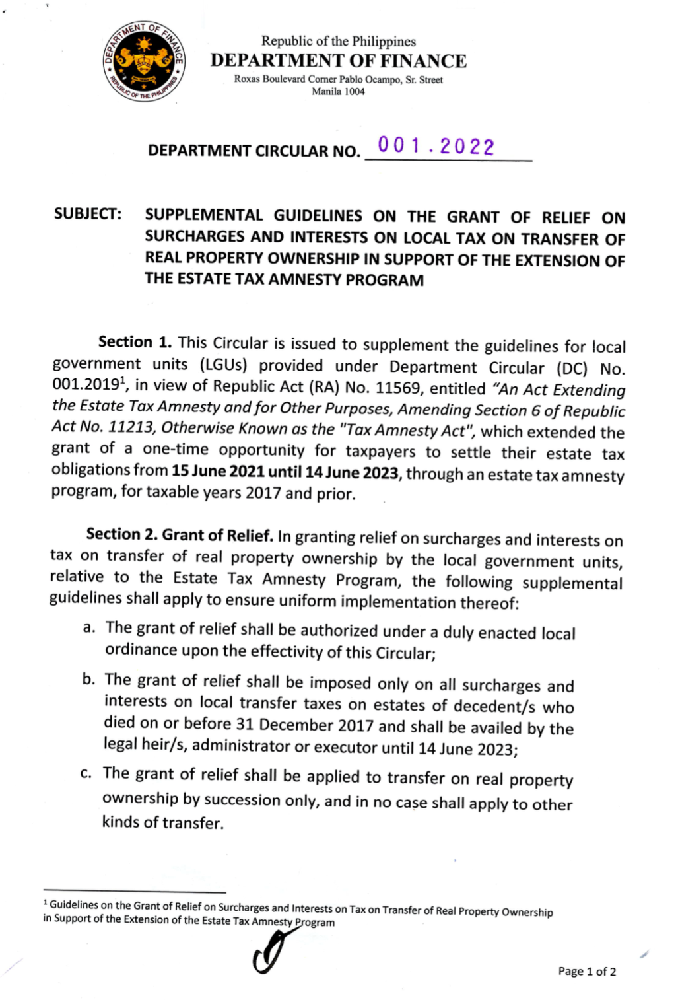 DEPARTMENT OF FINANCE
REPUBLIC OF THE PHILIPPINES
Republic of the Philippines
DEPARTMENT OF FINANCE
Roxas Boulevard Corner Pablo Ocampo, Sr. Street
Manila 1004
DEPARTMENT CIRCULAR NO. 001.2022
SUBJECT: SUPPLEMENTAL GUIDELINES ON THE GRANT OF RELIEF ON
SURCHARGES AND INTERESTS ON LOCAL TAX ON TRANSFER OF
REAL PROPERTY OWNERSHIP IN SUPPORT OF THE EXTENSION OF
THE ESTATE TAX AMNESTY PROGRAM
Section 1. This Circular is issued to supplement the guidelines for local
government units (LGUs) provided under Department Circular (DC) No.
001.2019¹, in view of Republic Act (RA) No. 11569, entitled “An Act Extending
the Estate Tax Amnesty and for Other Purposes, Amending Section 6 of Republic
Act No. 11213, Otherwise Known as the "Tax Amnesty Act", which extended the
grant of a one-time opportunity for taxpayers to settle their estate tax
obligations from 15 June 2021 until 14 June 2023, through an estate tax amnesty
program, for taxable years 2017 and prior.
Section 2. Grant of Relief. In granting relief on surcharges and interests on
tax on transfer of real property ownership by the local government units,
relative to the Estate Tax Amnesty Program, the following supplemental
guidelines shall apply to ensure uniform implementation thereof:
a. The grant of relief shall be authorized under a duly enacted local
ordinance upon the effectivity of this Circular;
b. The grant of relief shall be imposed only on all surcharges and
interests on local transfer taxes on estates of decedent/s who
died on or before 31 December 2017 and shall be availed by the
legal heir/s, administrator or executor until 14 June 2023;
c. The grant of relief shall be applied to transfer on real property
ownership by succession only, and in no case shall apply to other
kinds of transfer.
¹ Guidelines on the Grant of Relief on Surcharges and Interests on Tax on Transfer of Real Property Ownership
in Support of the Extension of the Estate Tax Amnesty Program
Page 1 of 2